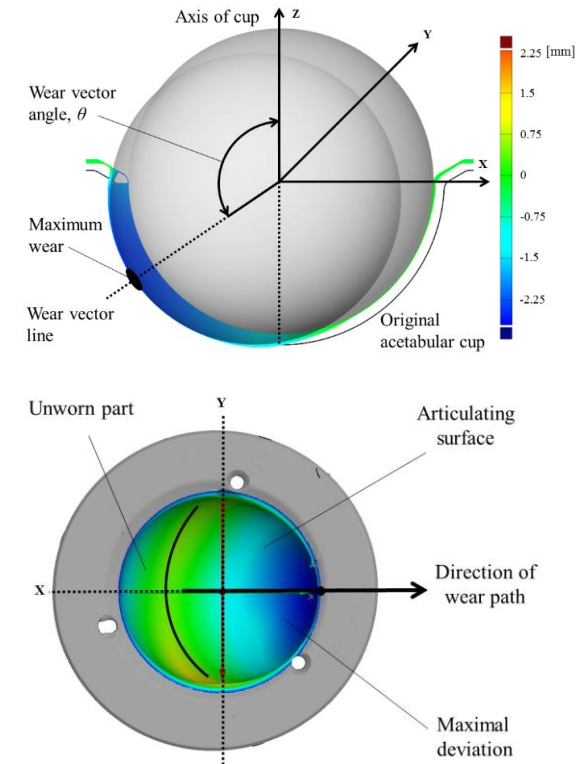 Axis of cup
Z
Y
Wear vector
angle, θ
X
Maximum
wear
Wear vector
line
Original
acetabular cup
2.25 [mm]
1.5
0.75
0
-0.75
-1.5
-2.25
Unworn part
Y
Articulating
surface
X
Direction of
wear path
Maximal
deviation